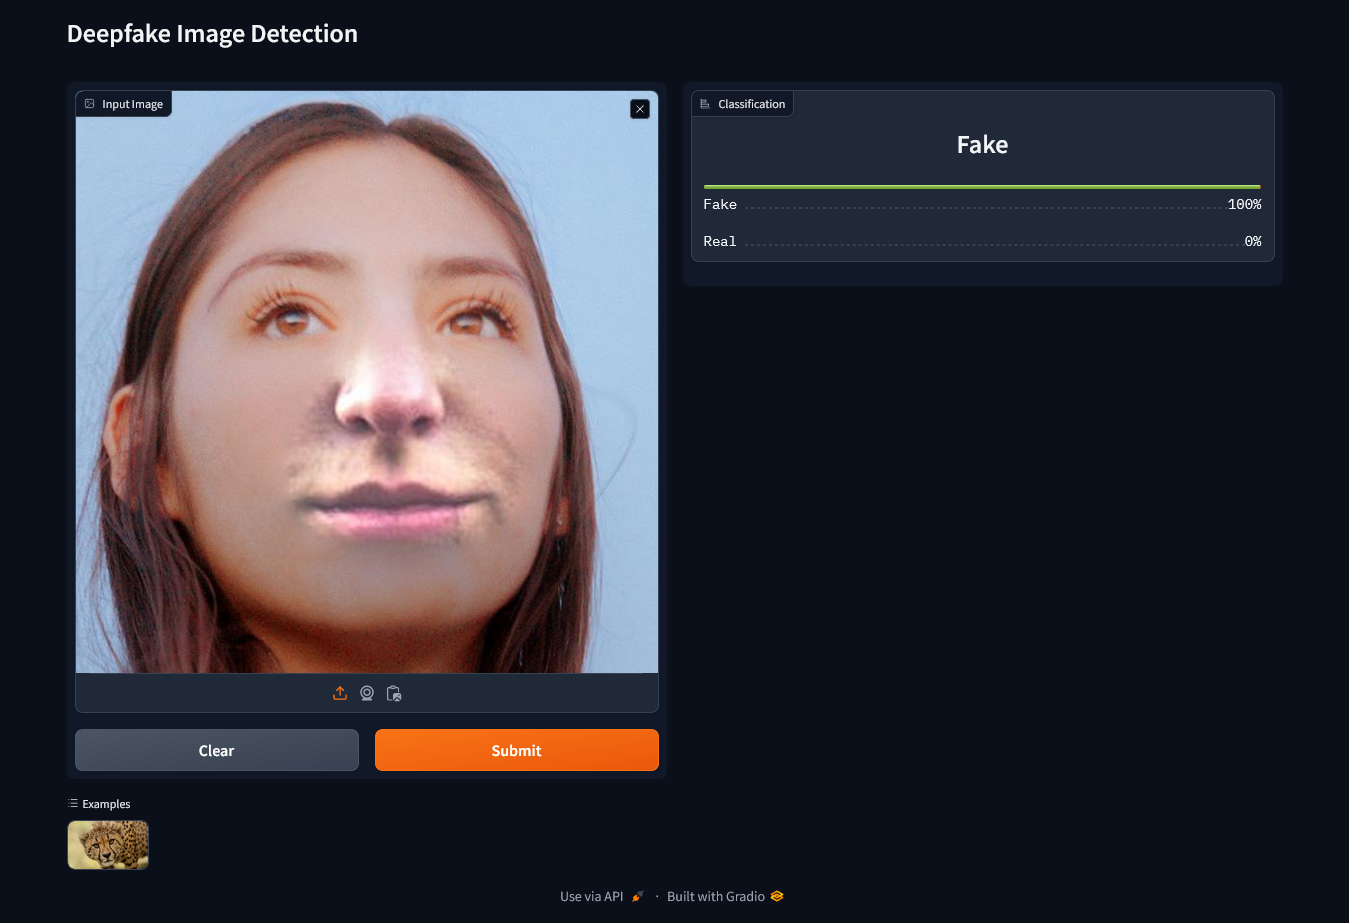 Deepfake Image Detection
Input Image
Classification
Fake
Fake 100%
Real 0%
Clear
Submit
Examples
Use via API · Built with Gradio